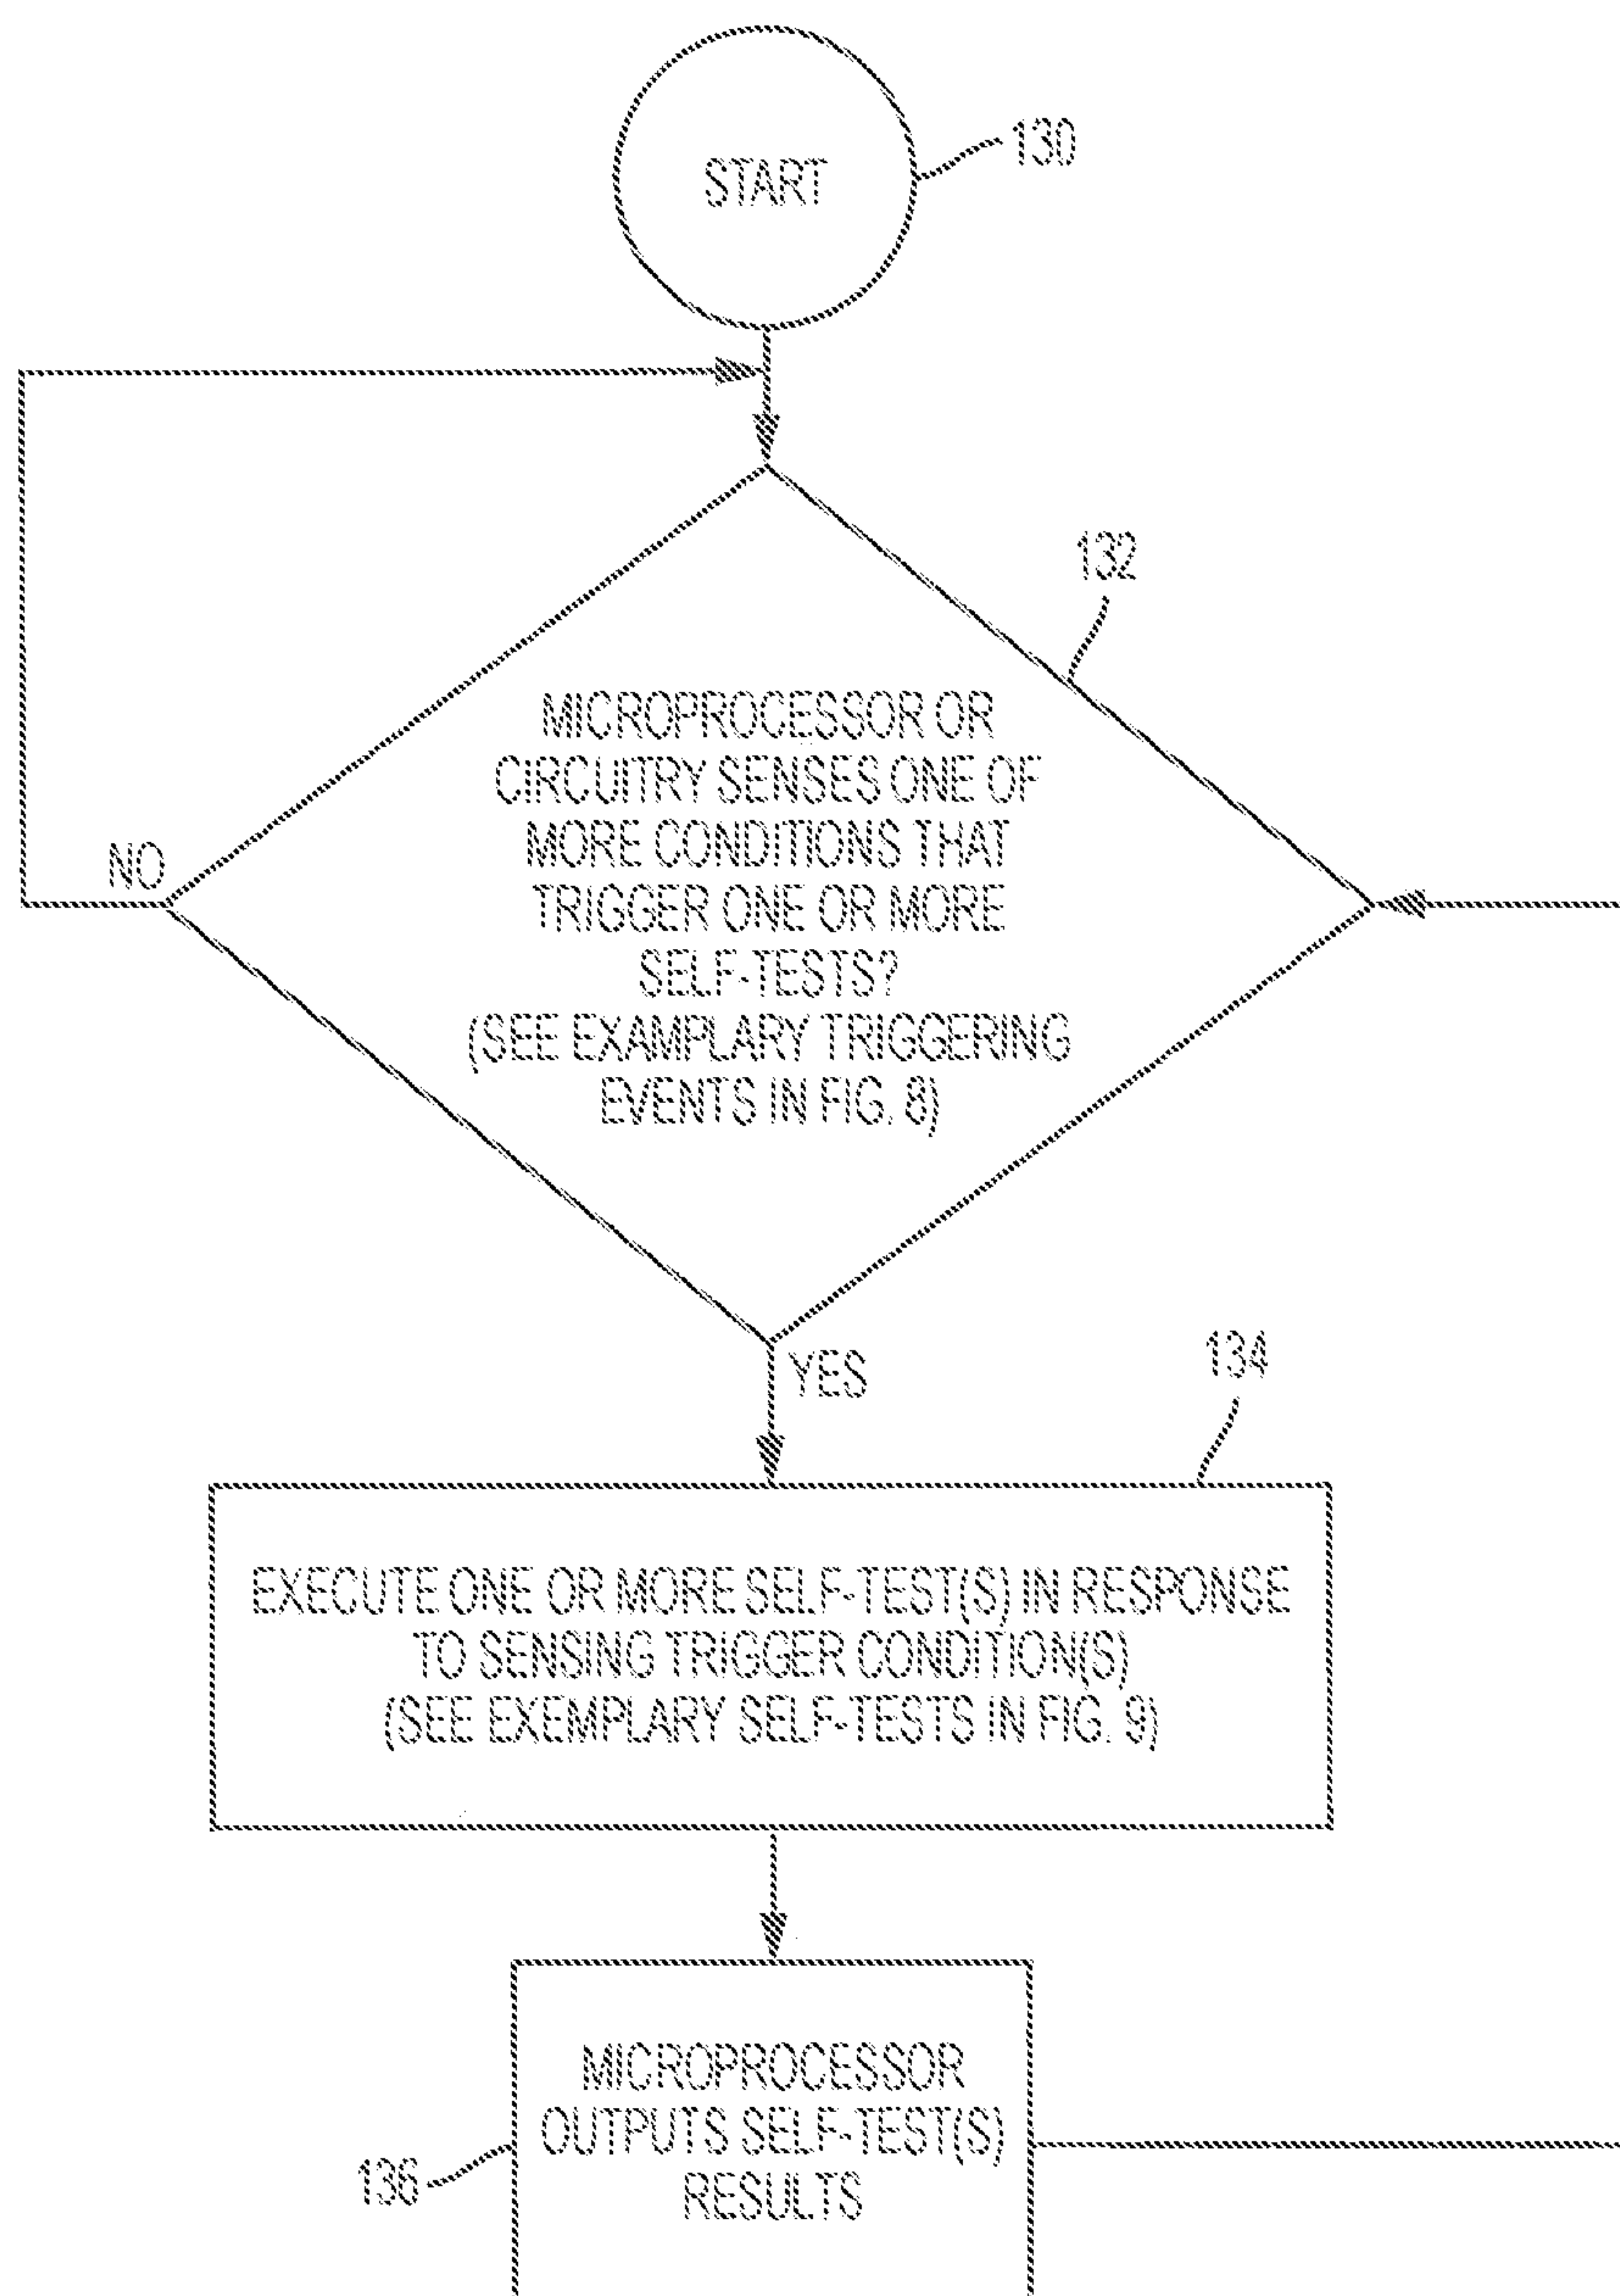 START
130
132
MICROPROCESSOR OR
CIRCUITRY SENSES ONE OF
MORE CONDITIONS THAT
TRIGGER ONE OR MORE
SELF-TESTS?
(SEE EXAMPLARY TRIGGERING
EVENTS IN FIG. 8)
NO
YES
134
EXECUTE ONE OR MORE SELF-TEST(S) IN RESPONSE
TO SENSING TRIGGER CONDITION(S)
(SEE EXEMPLARY SELF-TESTS IN FIG. 9)
MICROPROCESSOR
OUTPUTS SELF-TEST(S)
RESULTS
136